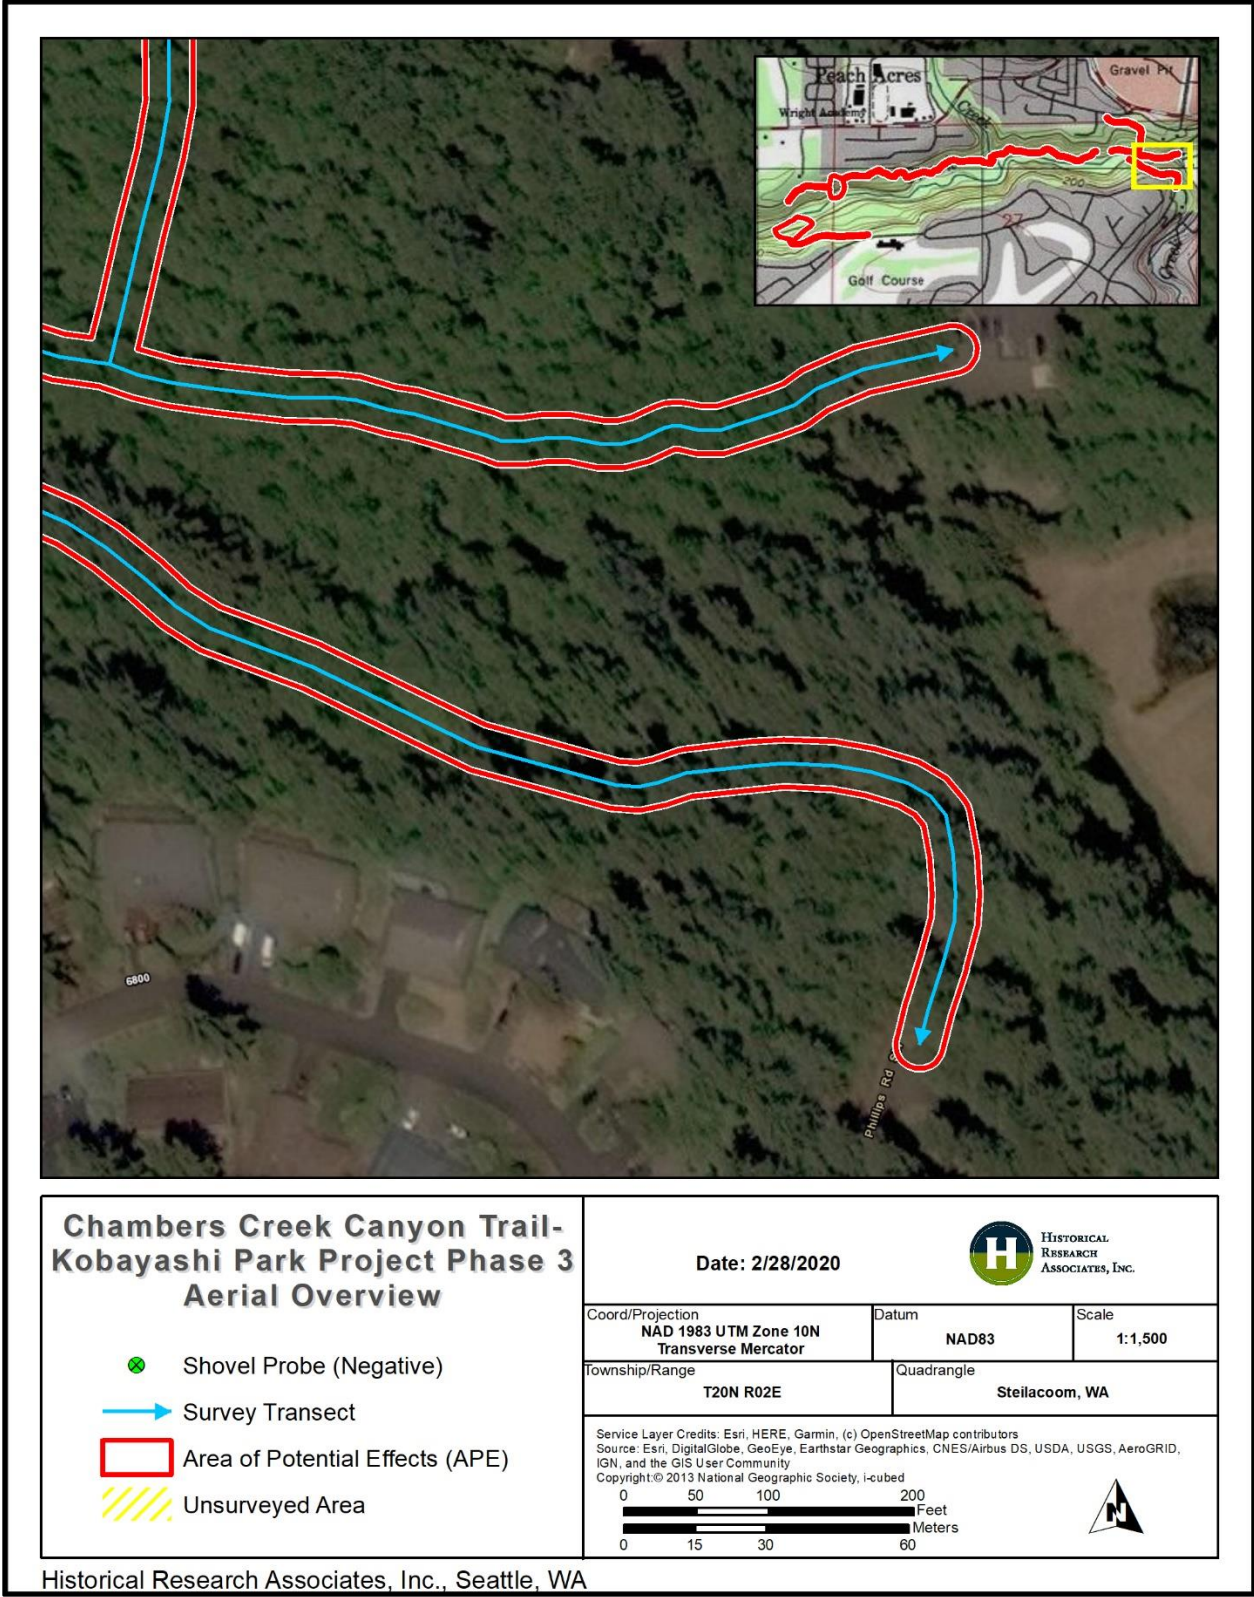 Peach Acres
Gravel Pit
Wright Academy
Creek
200
27
Creek
Golf Course
6800
Phillips Rd S
Chambers Creek Canyon Trail-
Kobayashi Park Project Phase 3
Aerial Overview
Shovel Probe (Negative)
Survey Transect
Area of Potential Effects (APE)
Unsurveyed Area
Date: 2/28/2020
H
HISTORICAL
RESEARCH
ASSOCIATES, INC.
Coord/Projection
NAD 1983 UTM Zone 10N
Transverse Mercator
Datum
NAD83
Scale
1:1,500
Township/Range
T20N R02E
Quadrangle
Steilacoom, WA
Service Layer Credits: Esri, HERE, Garmin, (c) OpenStreetMap contributors
Source: Esri, DigitalGlobe, GeoEye, Earthstar Geographics, CNES/Airbus DS, USDA, USGS, AeroGRID,
IGN, and the GIS User Community
Copyright:© 2013 National Geographic Society, i-cubed
0 50 100 200
Feet
Meters
0 15 30 60
N
Historical Research Associates, Inc., Seattle, WA